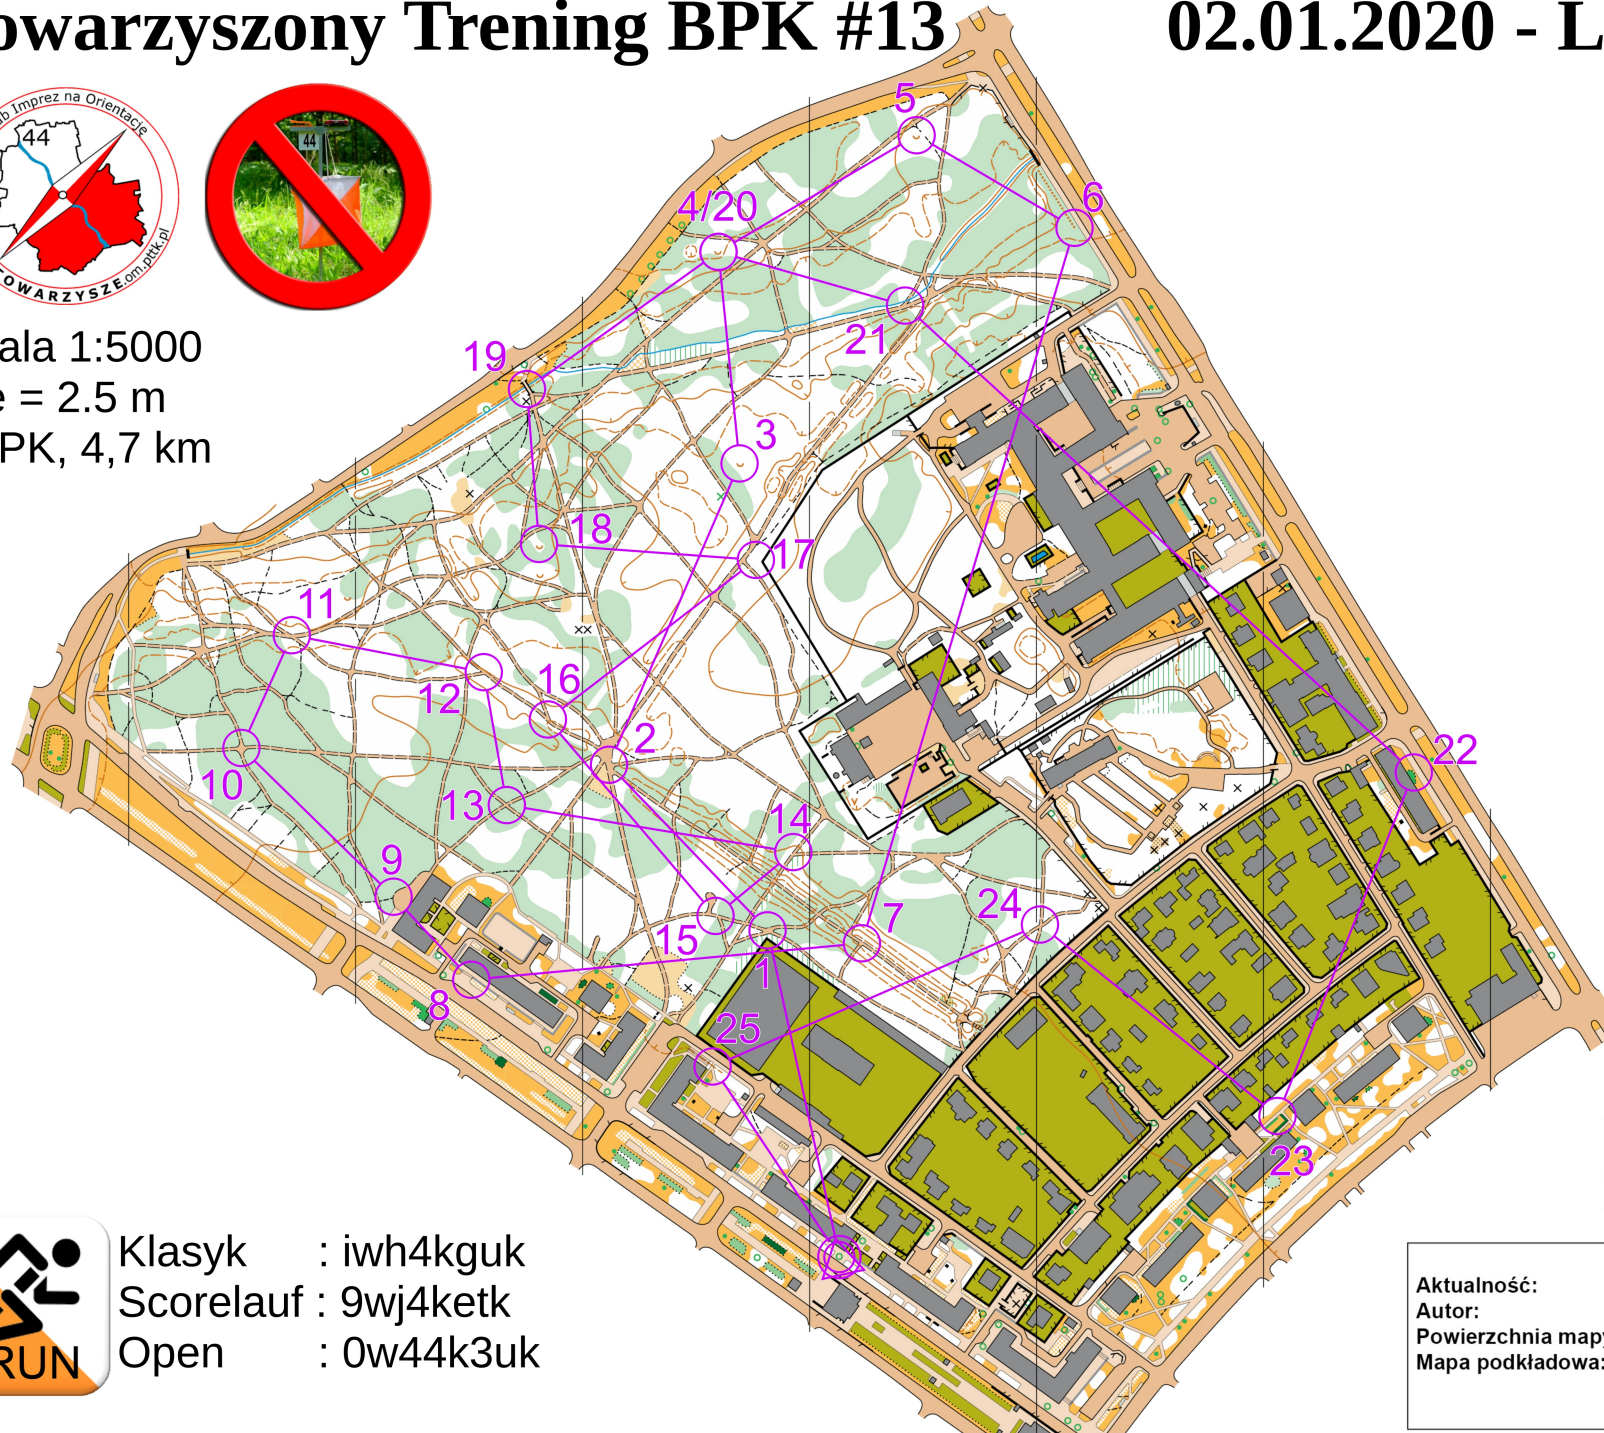 owarzyszony Trening BPK #13 02.01.2020 - L
b Imprez na Orientację
44
OWARZYSZE.om.pttk.pl
44
ala 1:5000
e = 2.5 m
PK, 4,7 km
5
6
4/20
21
19
3
18
17
11
12
16
2
10
13
14
22
9
7
24
15
1
8
25
23
RUN
Klasyk : iwh4kguk
Scorelauf : 9wj4ketk
Open : 0w44k3uk
Aktualność:
Autor:
Powierzchnia mapy
Mapa podkładowa: